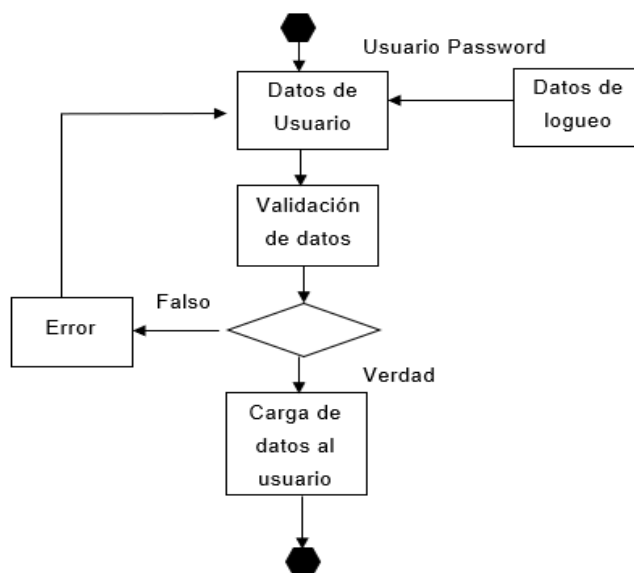 Usuario Password
Datos de
Usuario
Datos de
logueo
Validación
de datos
Falso
Error
Verdad
Carga de
datos al
usuario